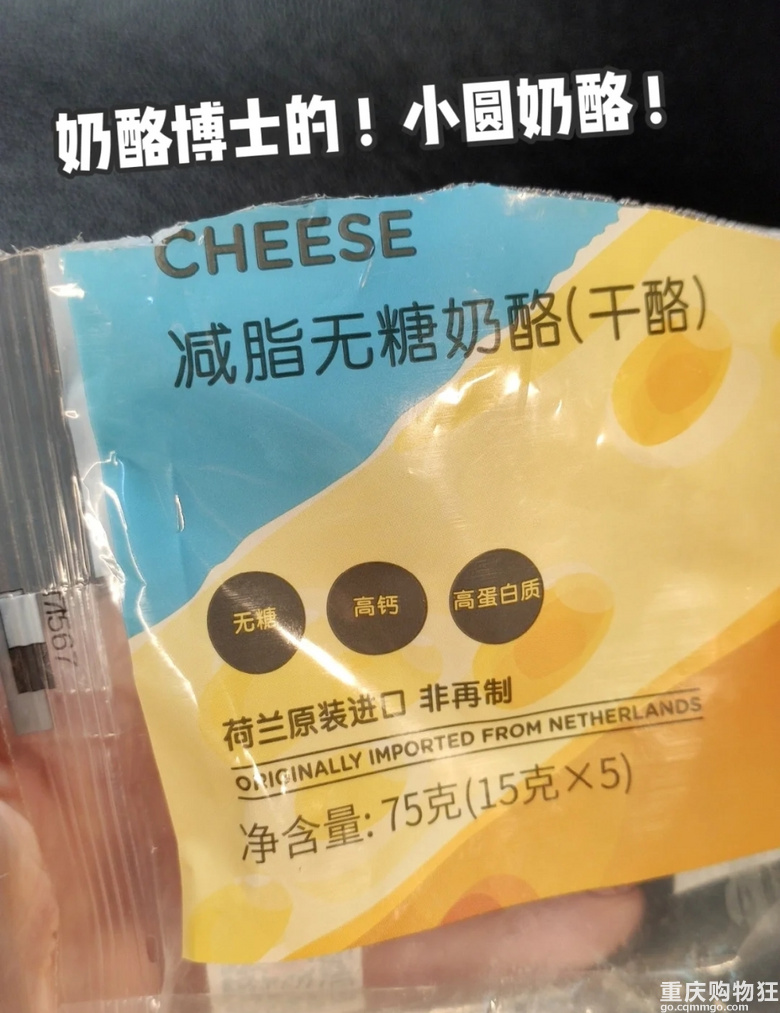 奶酪博士的！小圆奶酪！
CHEESE
减脂无糖奶酪(干酪)
无糖
高钙
高蛋白质
荷兰原装进口 非再制
ORIGINALLY IMPORTED FROM NETHERLANDS
净含量: 75克(15克×5)
重庆购物狂
go.cqmmgo.com